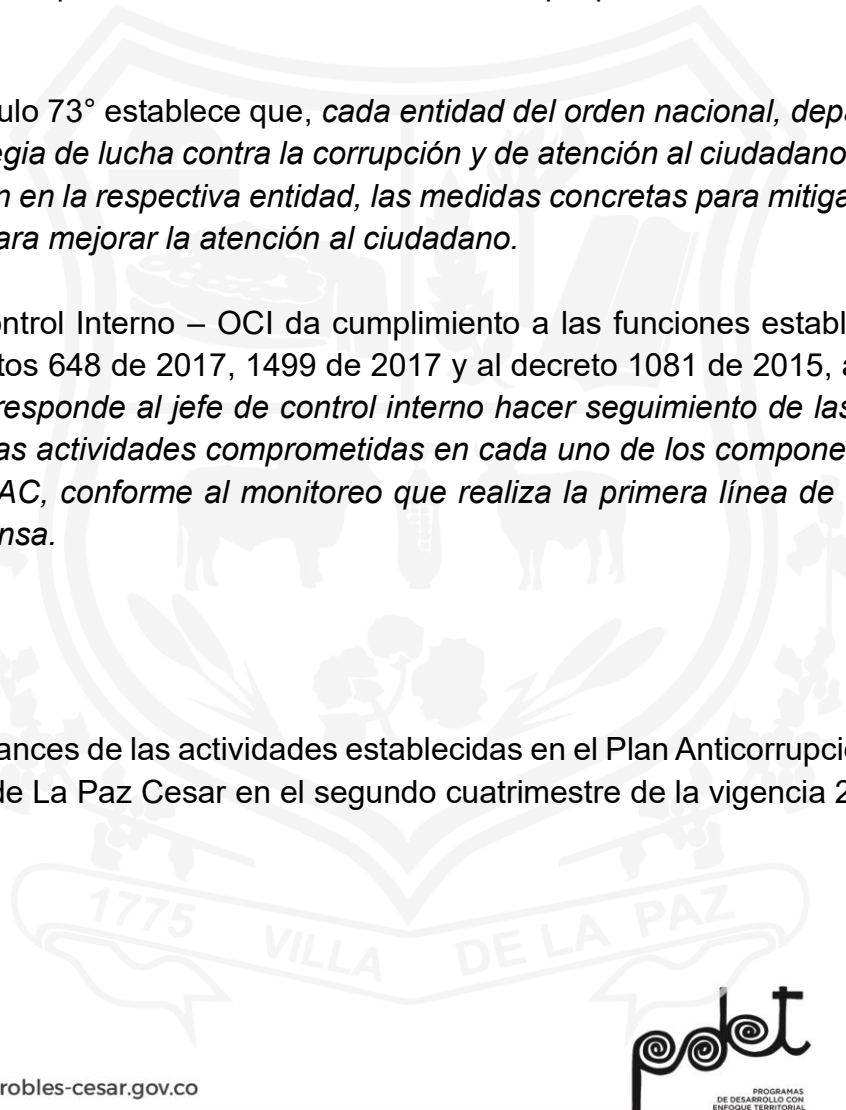 ulo 73° establece que, cada entidad del orden nacional, depa
egia de lucha contra la corrupción y de atención al ciudadano
n en la respectiva entidad, las medidas concretas para mitiga
ara mejorar la atención al ciudadano.
ontrol Interno – OCI da cumplimiento a las funciones establ
tos 648 de 2017, 1499 de 2017 y al decreto 1081 de 2015, a
responde al jefe de control interno hacer seguimiento de las
as actividades comprometidas en cada uno de los compone
AC, conforme al monitoreo que realiza la primera línea de
nsa.
ances de las actividades establecidas en el Plan Anticorrupci
de La Paz Cesar en el segundo cuatrimestre de la vigencia 2
1775 VILLA DE LA PAZ
pdet
PROGRAMAS
DE DESARROLLO CON
ENFOQUE TERRITORIAL
robles-cesar.gov.co